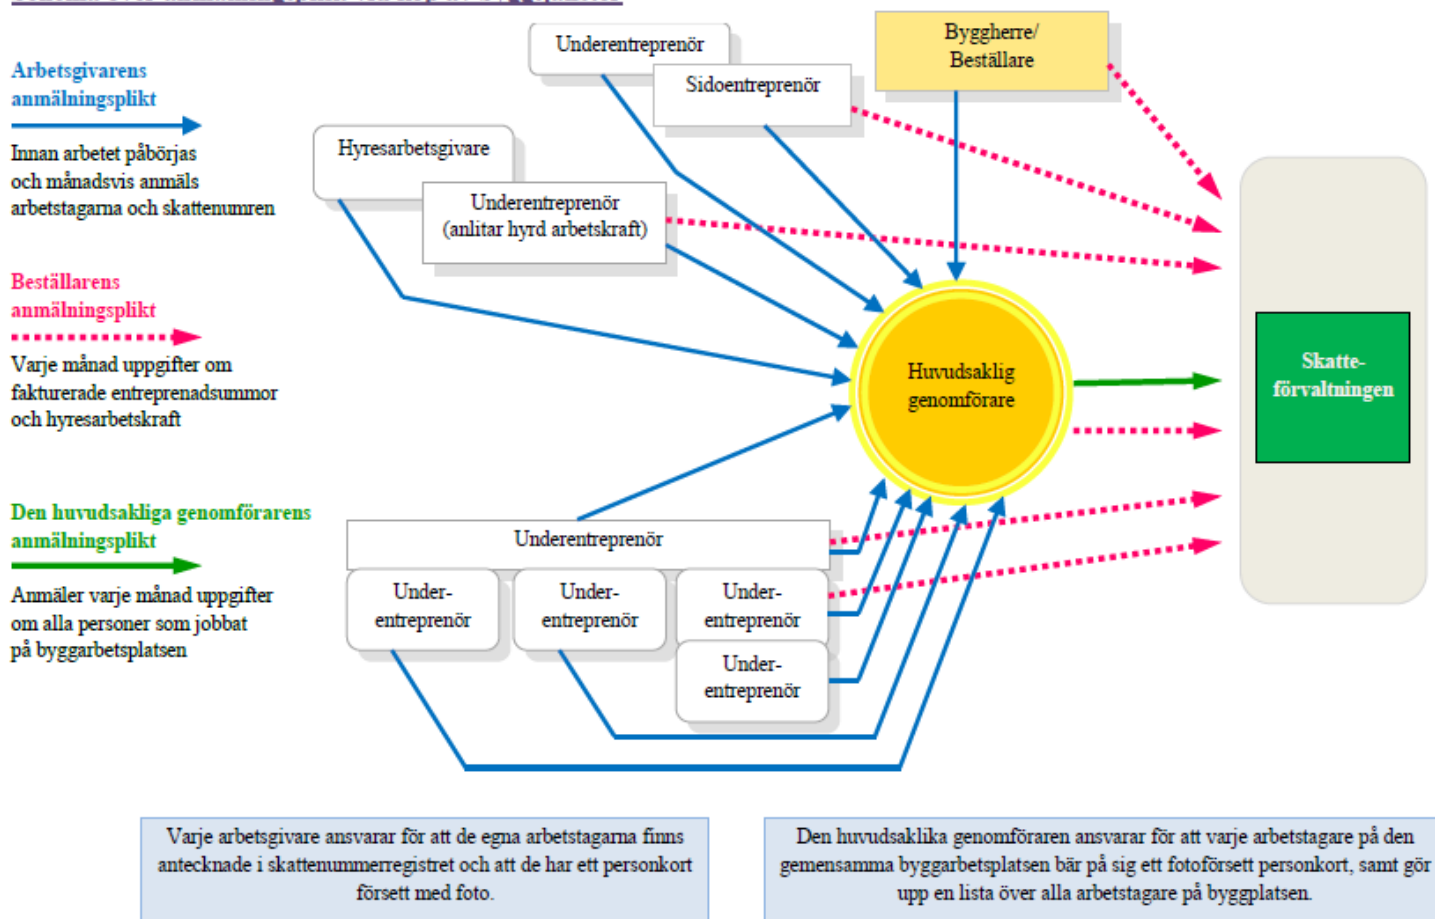 Arbetsgivarens
anmälningsplikt
Innan arbetet påbörjas
och månadsvis anmäls
arbetstagarna och skattenumren
Beställarens
anmälningsplikt
Varje månad uppgifter om
fakturerade entreprenadsummor
och hyresarbetskraft
Den huvudsakliga genomförarens
anmälningsplikt
Anmäler varje månad uppgifter
om alla personer som jobbat
på byggarbetsplatsen
Underentreprenör
Sidoentreprenör
Byggherre/
Beställare
Hyresarbetsgivare
Underentreprenör
(anlitar hyrd arbetskraft)
Huvudsaklig
genomförare
Skatte-
förvaltningen
Underentreprenör
Under-
entreprenör
Under-
entreprenör
Under-
entreprenör
Under-
entreprenör
Varje arbetsgivare ansvarar för att de egna arbetstagarna finns
antecknade i skattenummerregistret och att de har ett personkort
försett med foto.
Den huvudsaklika genomföraren ansvarar för att varje arbetstagare på den
gemensamma byggarbetsplatsen bär på sig ett fotoförsett personkort, samt gör
upp en lista över alla arbetstagare på byggplatsen.